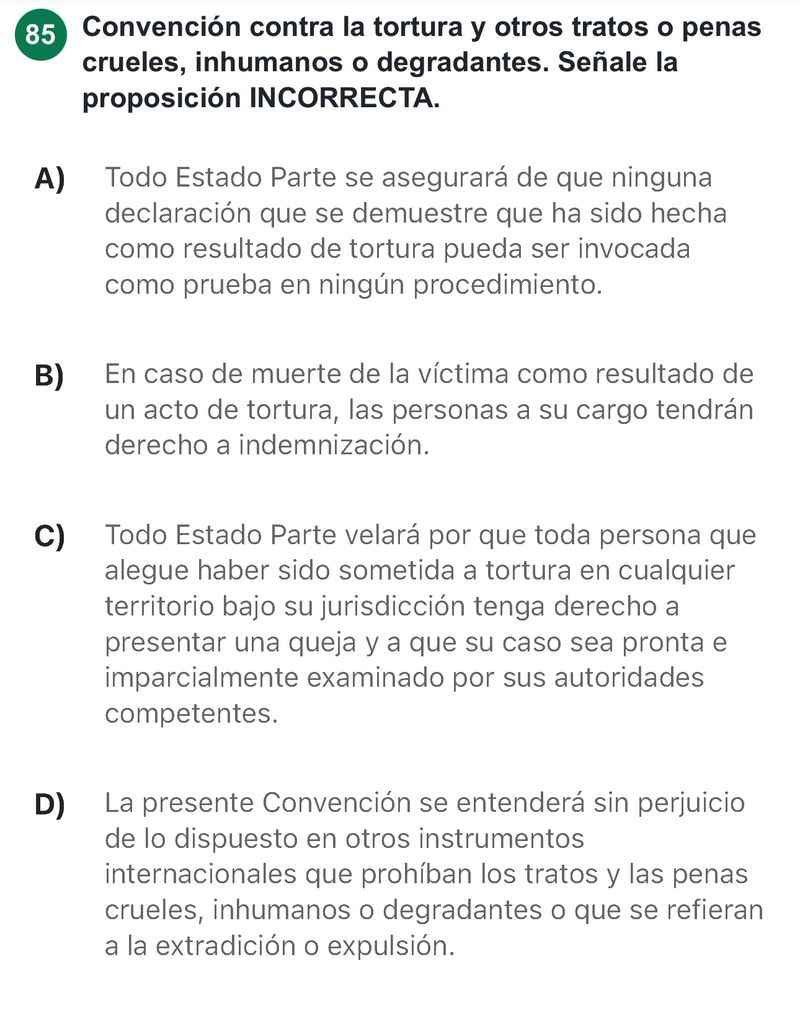 85 Convención contra la tortura y otros tratos o penas
crueles, inhumanos o degradantes. Señale la
proposición INCORRECTA.
A) Todo Estado Parte se asegurará de que ninguna
declaración que se demuestre que ha sido hecha
como resultado de tortura pueda ser invocada
como prueba en ningún procedimiento.
B) En caso de muerte de la víctima como resultado de
un acto de tortura, las personas a su cargo tendrán
derecho a indemnización.
C) Todo Estado Parte velará por que toda persona que
alegue haber sido sometida a tortura en cualquier
territorio bajo su jurisdicción tenga derecho a
presentar una queja y a que su caso sea pronta e
imparcialmente examinado por sus autoridades
competentes.
D) La presente Convención se entenderá sin perjuicio
de lo dispuesto en otros instrumentos
internacionales que prohíban los tratos y las penas
crueles, inhumanos o degradantes o que se refieran
a la extradición o expulsión.